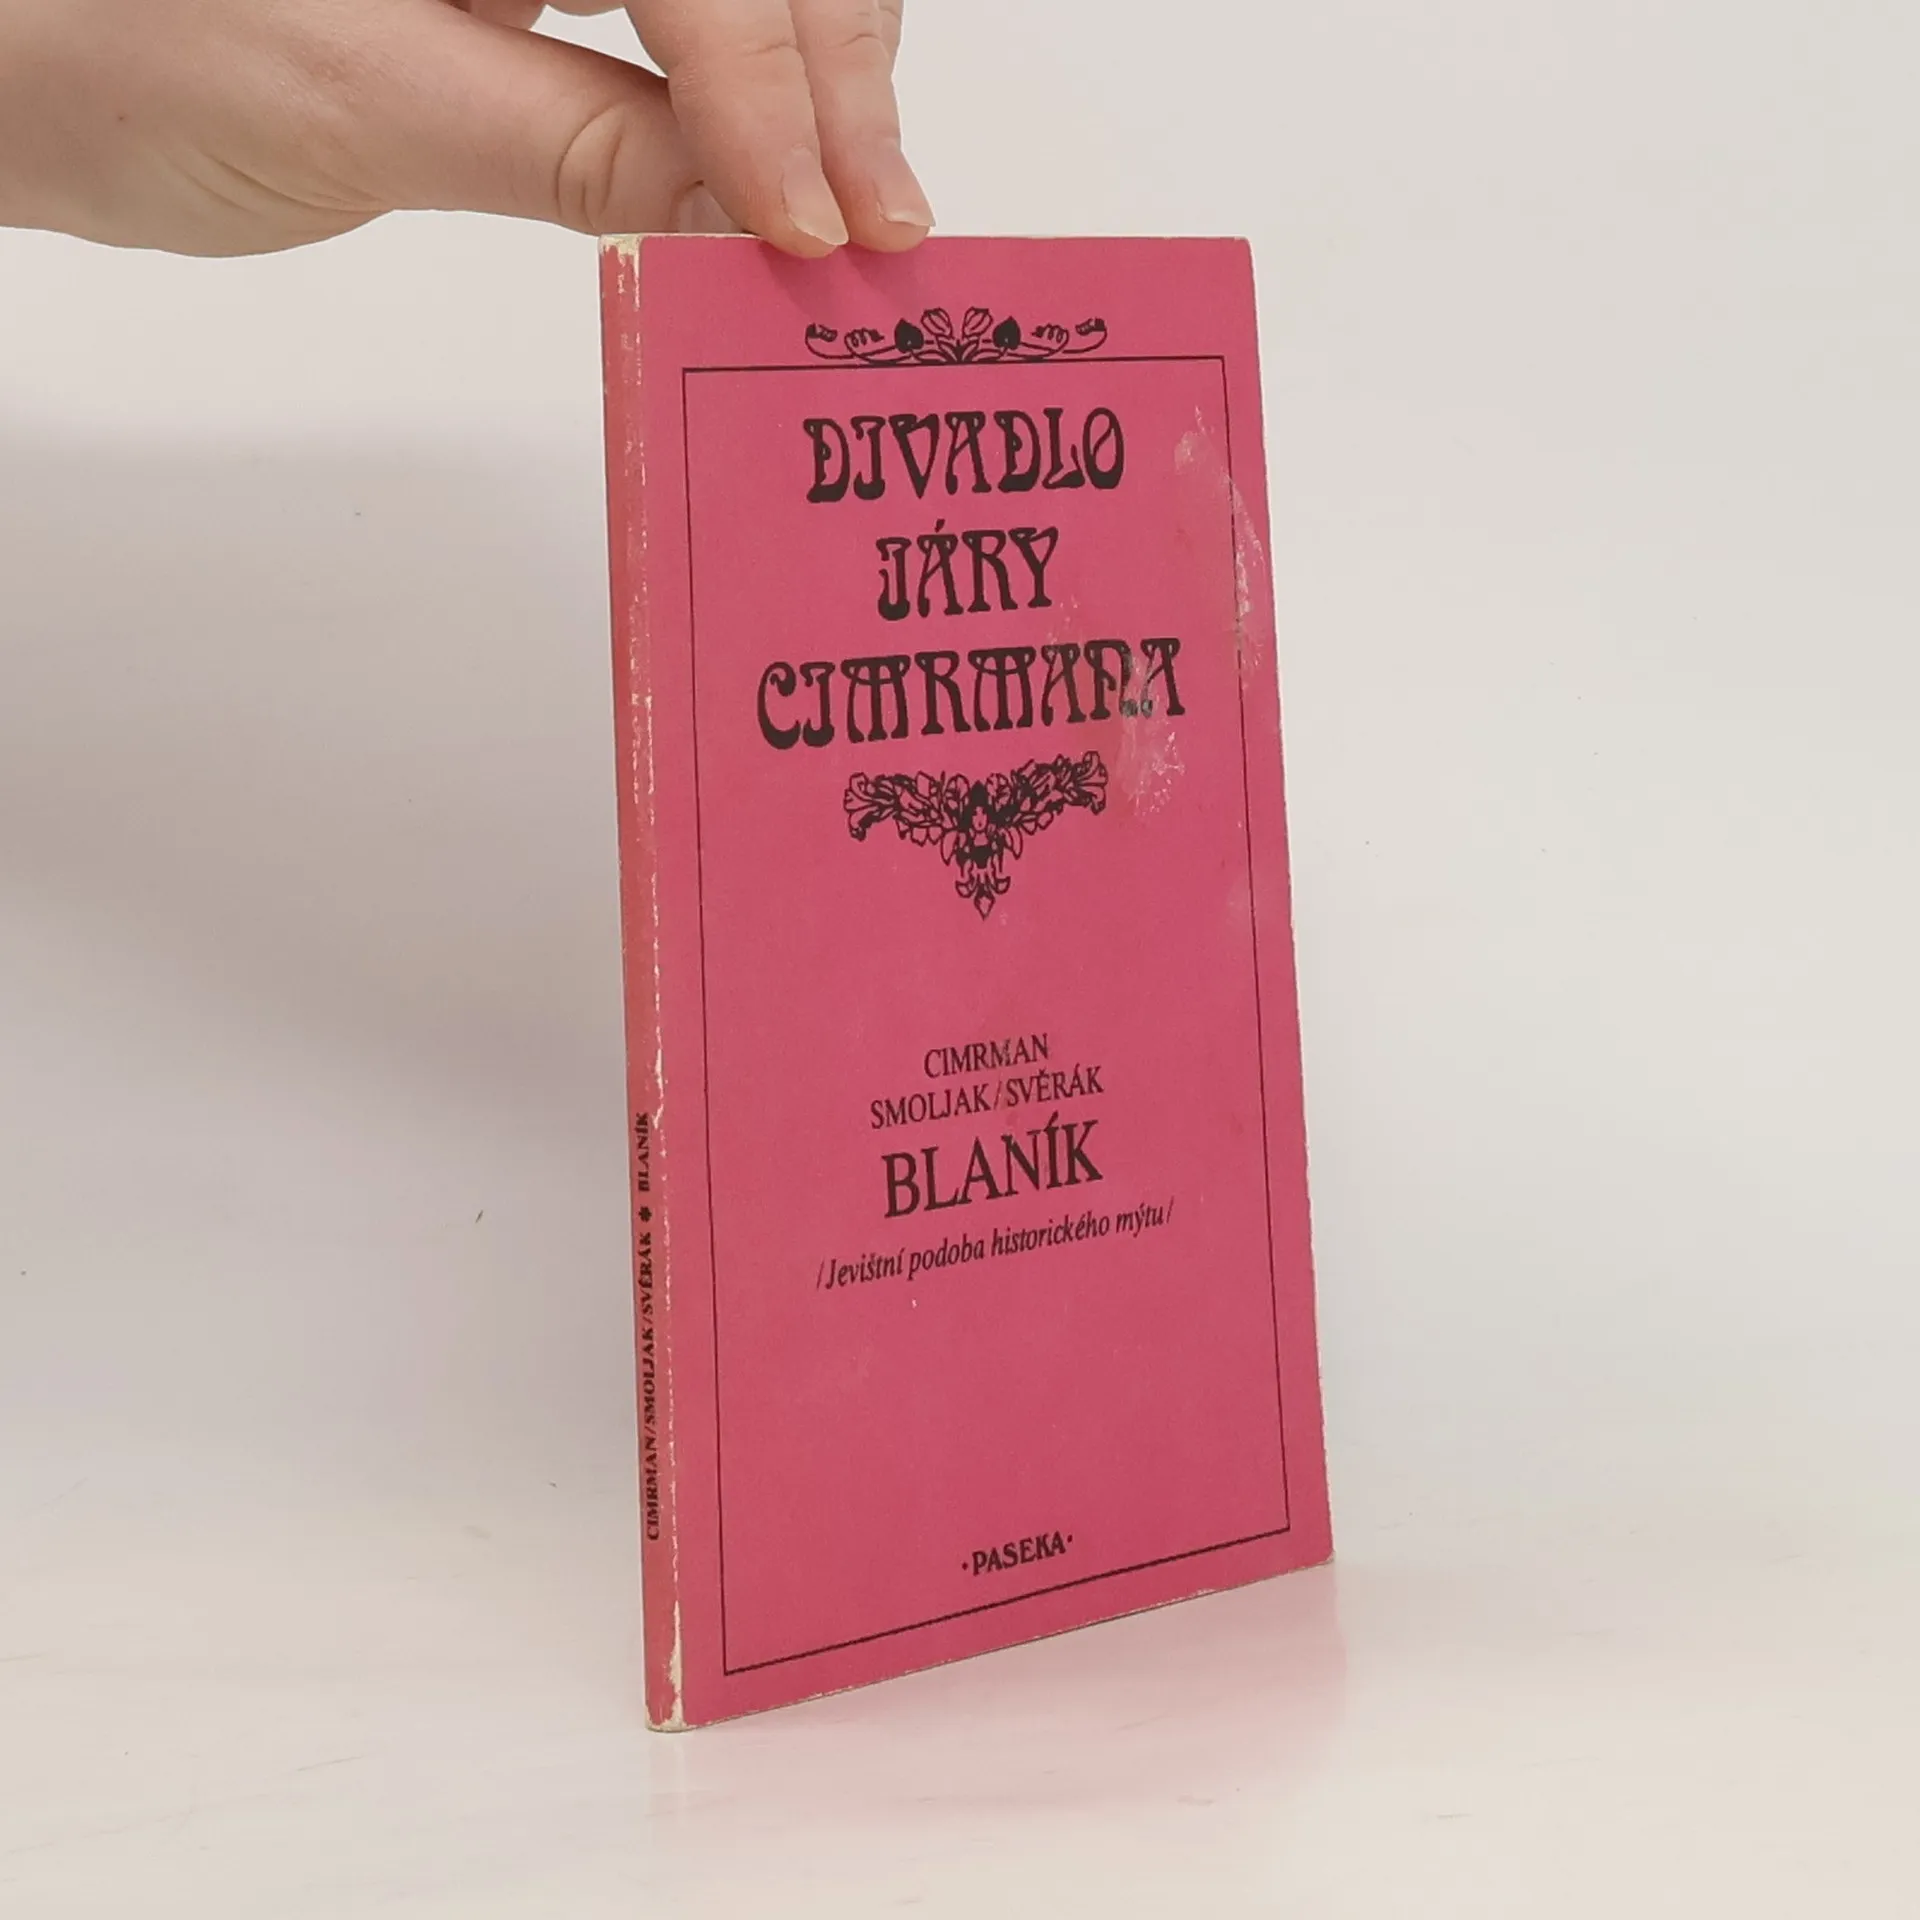 DIVADLO
JÁRY
CIMRMANA
CIMRMAN
SMOLJAK/SVĚRÁK
BLANÍK
/Jevištní podoba historického mýtu/
·PASEKA·
CIMRMAN/SMOLJAK/SVĚRÁK ✽ BLANÍK